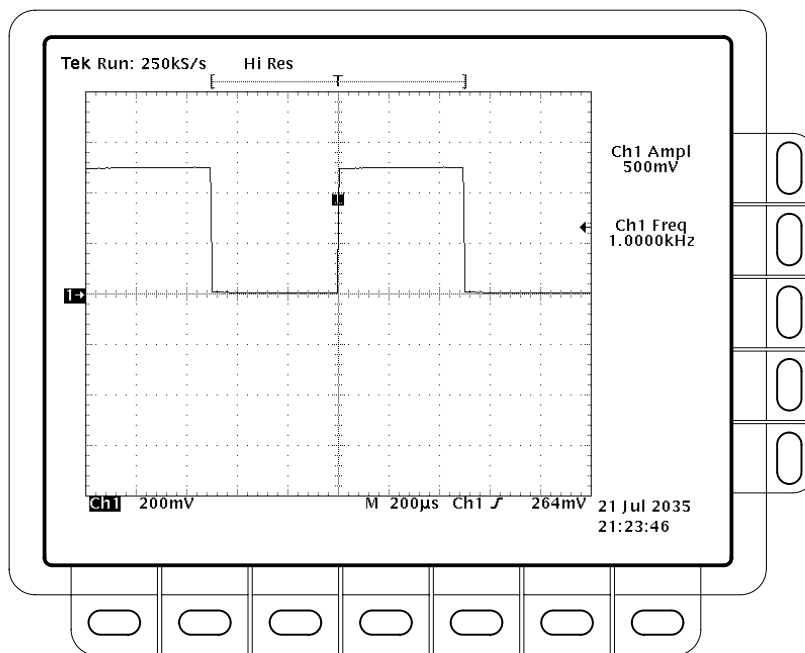 Tek Run: 250kS/s Hi Res
T
Ch1 Ampl
500mV
T
Ch1 Freq
1.0000kHz
1→
Ch1 200mV M 200µs Ch1 ƒ 264mV
21 Jul 2035
21:23:46